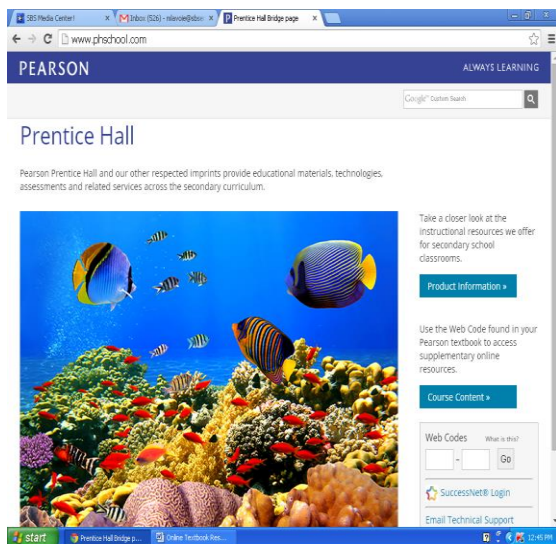 SBS Media Center!
Inbox (526) - nlavoie@sbsc
Prentice Hall Bridge page
www.phschool.com
PEARSON
ALWAYS LEARNING
Google™ Custom Search
Prentice Hall
Pearson Prentice Hall and our other respected imprints provide educational materials, technologies,
assessments and related services across the secondary curriculum.
Take a closer look at the
instructional resources we offer
for secondary school
classrooms.
Product Information »
Use the Web Code found in your
Pearson textbook to access
supplementary online
resources.
Course Content »
Web Codes What is this?
- Go
SuccessNet® Login
Email Technical Support
start
Prentice Hall Bridge p...
Online Textbook Res...
12:45 PM